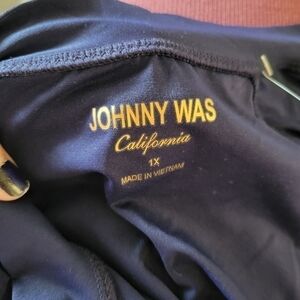 JOHNNY WAS
California
1X
MADE IN VIETNAM